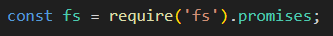 const fs = require('fs').promises;